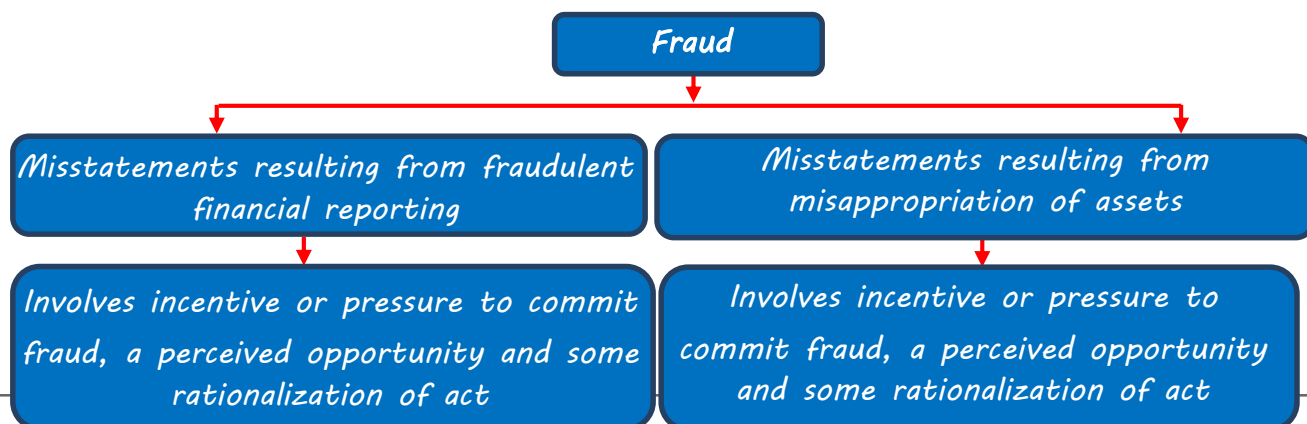 Fraud
Misstatements resulting from fraudulent
financial reporting
Misstatements resulting from
misappropriation of assets
Involves incentive or pressure to commit
fraud, a perceived opportunity and some
rationalization of act
Involves incentive or pressure to
commit fraud, a perceived opportunity
and some rationalization of act